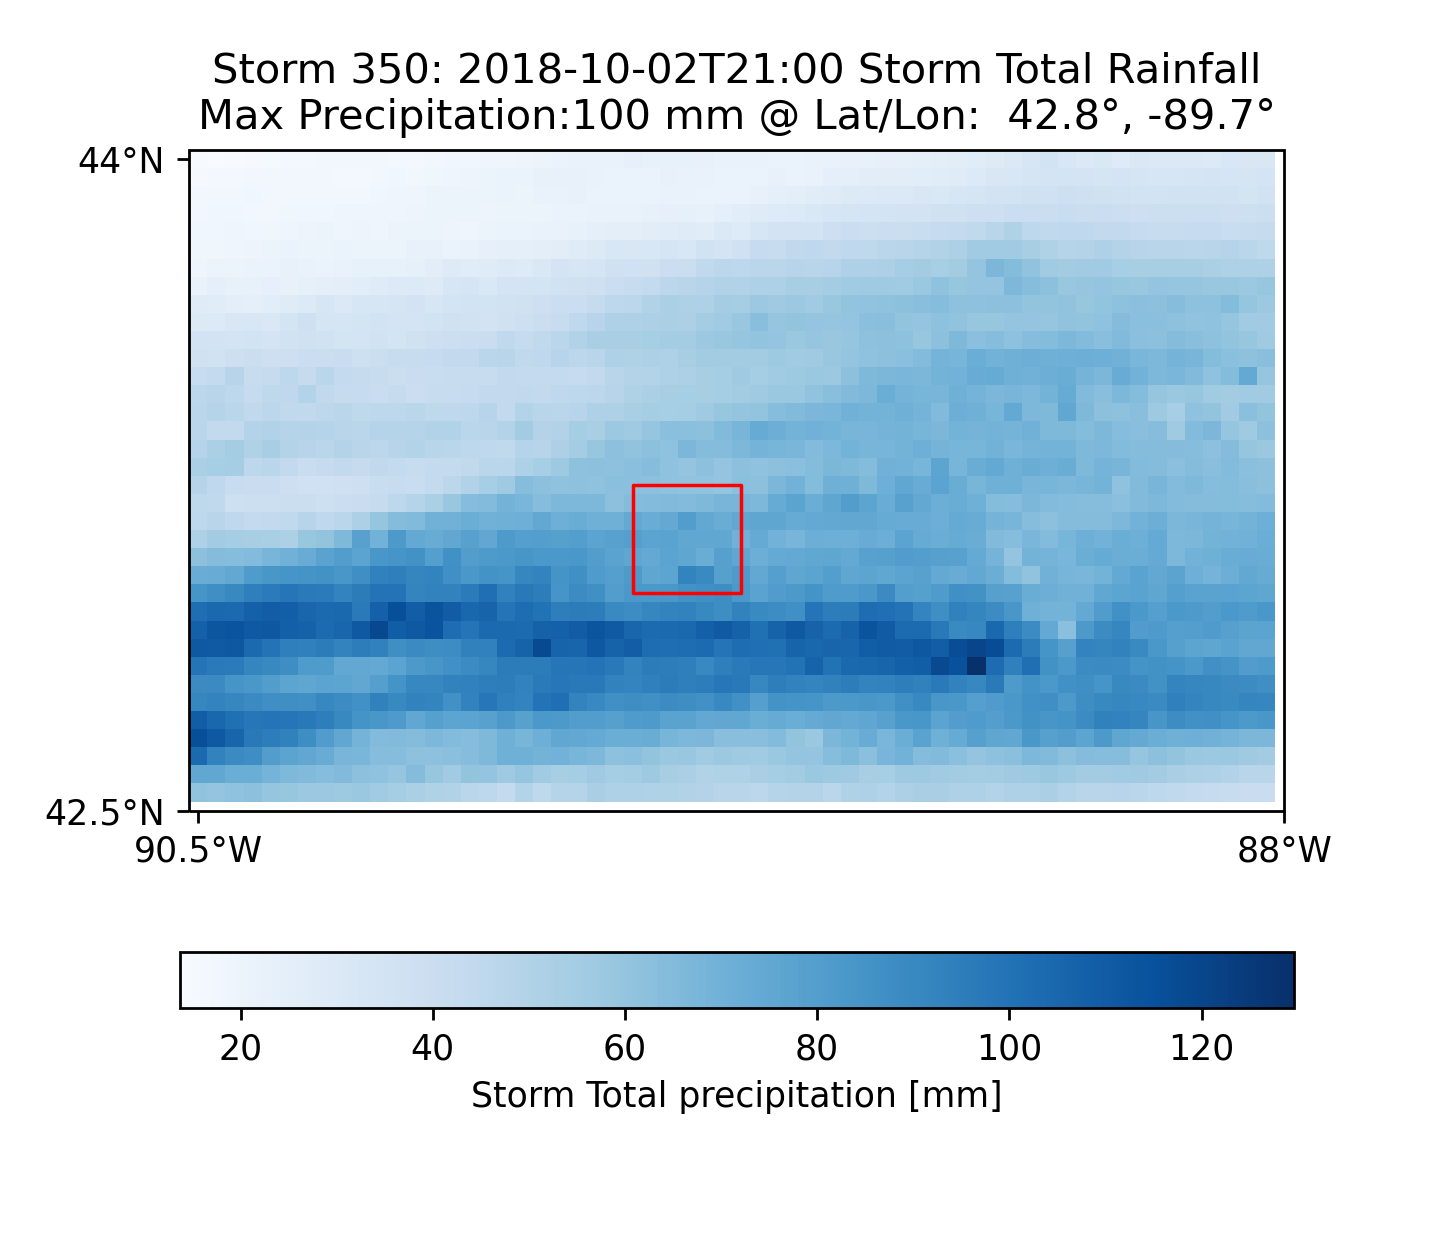 Storm 350: 2018-10-02T21:00 Storm Total Rainfall
Max Precipitation:100 mm @ Lat/Lon:  42.8°, -89.7°
44°N
42.5°N
90.5°W
88°W
20
40
60
80
100
120
Storm Total precipitation [mm]